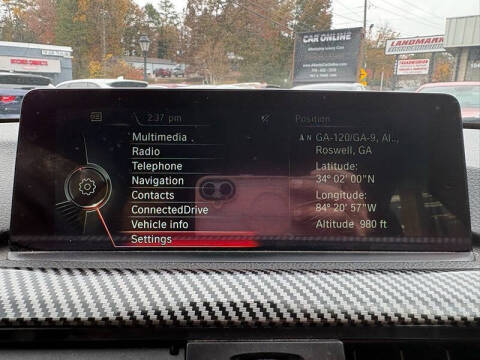 CAR ONLINE
LANDMARK
2:37 pm
Position
Multimedia
Radio
Telephone
Navigation
Contacts
ConnectedDrive
Vehicle info
Settings
N GA-120/GA-9, Al..,
Roswell, GA
Latitude:
34° 02' 00"N
Longitude:
84° 20' 57"W
Altitude 980 ft